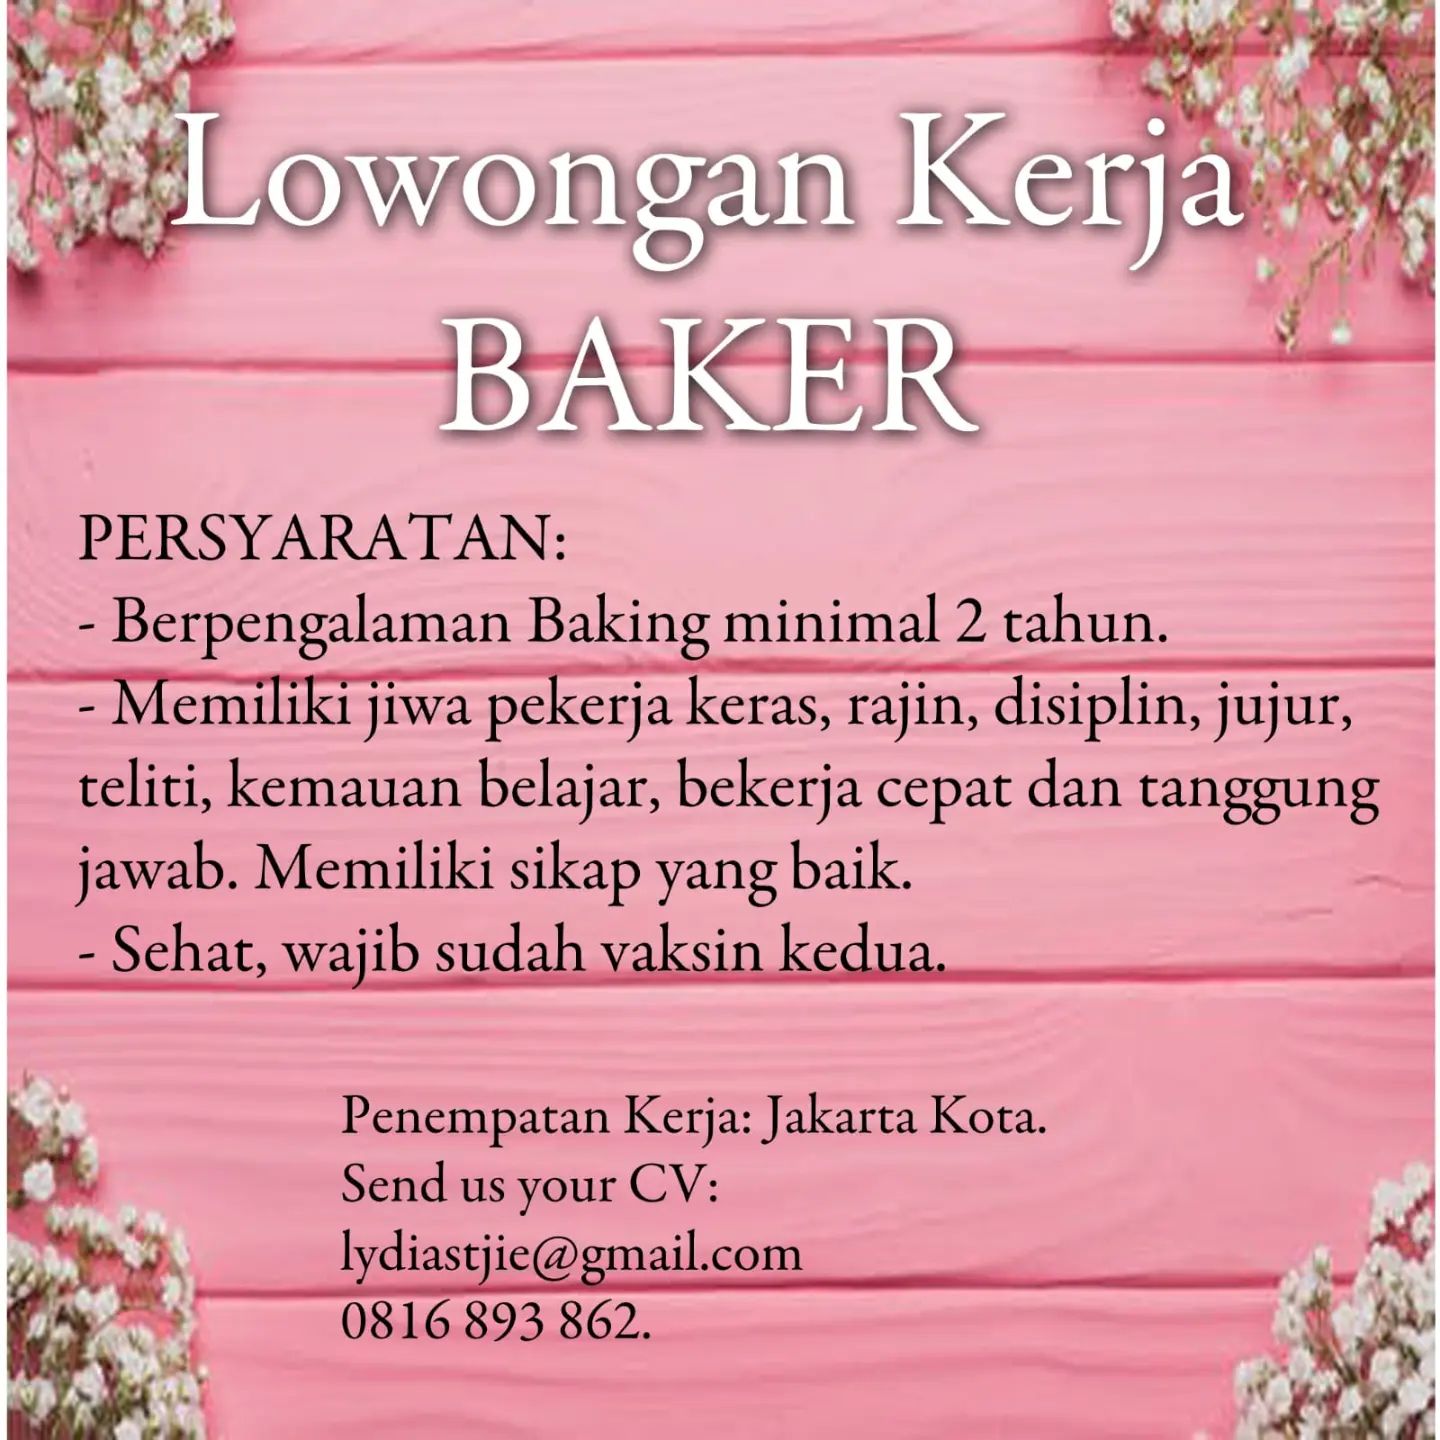 Lowongan Kerja
BAKER
PERSYARATAN:
- Berpengalaman Baking minimal 2 tahun.
- Memiliki jiwa pekerja keras, rajin, disiplin, jujur,
teliti, kemauan belajar, bekerja cepat dan tanggung
jawab. Memiliki sikap yang baik.
- Sehat, wajib sudah vaksin kedua.
Penempatan Kerja: Jakarta Kota.
Send us your CV:
lydiastjie@gmail.com
0816 893 862.